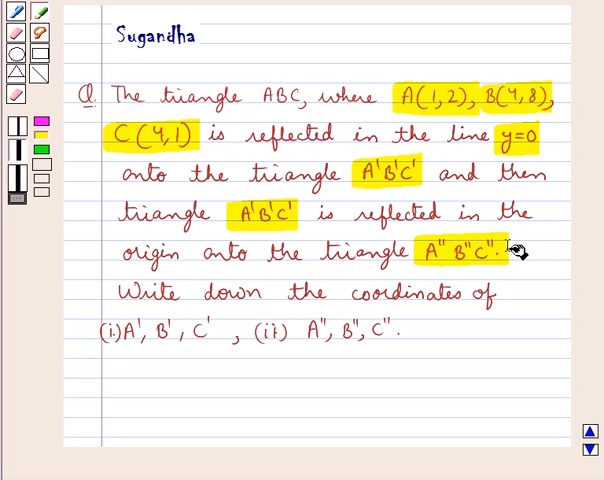 Sugandha
Q. The triangle ABC, where A(1,2), B(4,8),
C(4,1) is reflected in the line y=0
onto the triangle A'B'C' and then
triangle A'B'C' is reflected in the
origin onto the triangle A" B" C".
Write down the coordinates of
(i) A', B', C' , (ii) A", B", C".